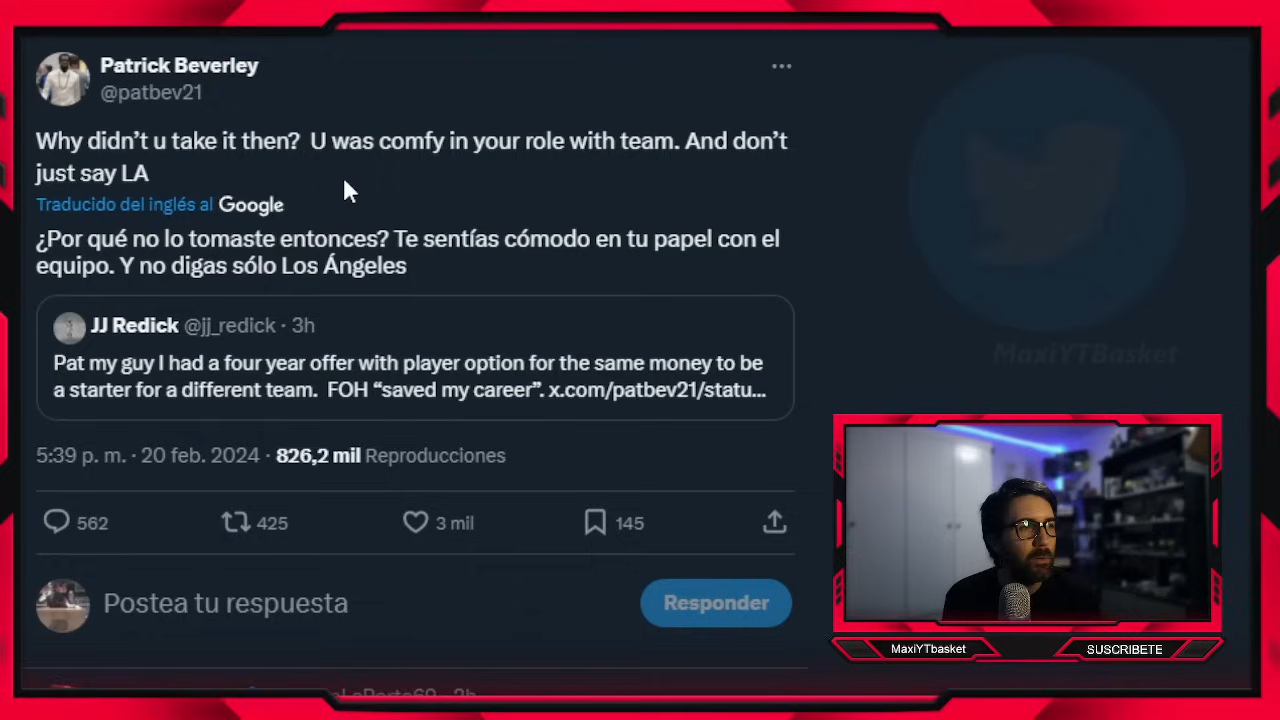 Patrick Beverley
@patbev21
Why didn't u take it then?  U was comfy in your role with team. And don't
just say LA
Traducido del inglés al Google
¿Por qué no lo tomaste entonces? Te sentías cómodo en tu papel con el
equipo. Y no digas sólo Los Ángeles
JJ Redick @jj_redick · 3h
Pat my guy I had a four year offer with player option for the same money to be
a starter for a different team.  FOH “saved my career”. x.com/patbev21/statu...
5:39 p. m. · 20 feb. 2024 · 826,2 mil Reproducciones
562 425 3 mil 145
Postea tu respuesta
Responder
MaxiYTBasket
MaxiYTbasket
SUSCRIBETE